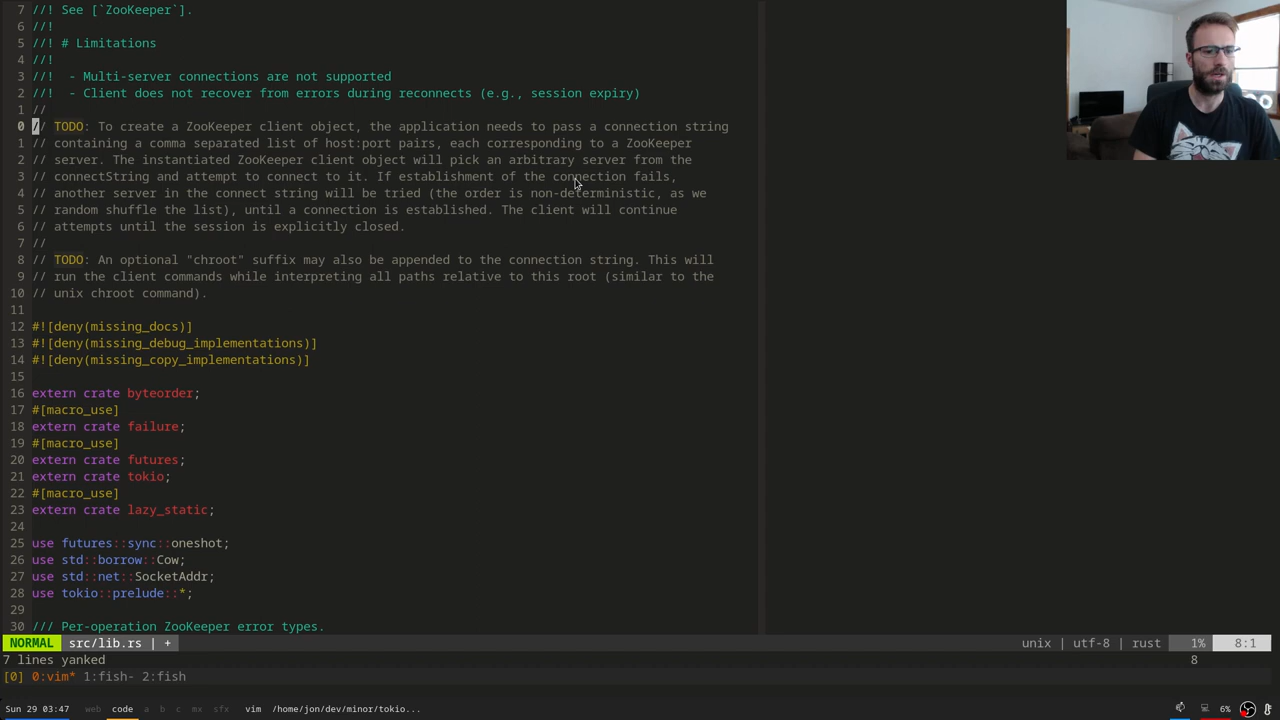 7 //! See [`ZooKeeper`].
6 //!
5 //! # Limitations
4 //!
3 //!  - Multi-server connections are not supported
2 //!  - Client does not recover from errors during reconnects (e.g., session expiry)
1 //
0 // TODO: To create a ZooKeeper client object, the application needs to pass a connection string
1 // containing a comma separated list of host:port pairs, each corresponding to a ZooKeeper
2 // server. The instantiated ZooKeeper client object will pick an arbitrary server from the
3 // connectString and attempt to connect to it. If establishment of the connection fails,
4 // another server in the connect string will be tried (the order is non-deterministic, as we
5 // random shuffle the list), until a connection is established. The client will continue
6 // attempts until the session is explicitly closed.
7 //
8 // TODO: An optional "chroot" suffix may also be appended to the connection string. This will
9 // run the client commands while interpreting all paths relative to this root (similar to the
10 // unix chroot command).
11
12 #![deny(missing_docs)]
13 #![deny(missing_debug_implementations)]
14 #![deny(missing_copy_implementations)]
15
16 extern crate byteorder;
17 #[macro_use]
18 extern crate failure;
19 #[macro_use]
20 extern crate futures;
21 extern crate tokio;
22 #[macro_use]
23 extern crate lazy_static;
24
25 use futures::sync::oneshot;
26 use std::borrow::Cow;
27 use std::net::SocketAddr;
28 use tokio::prelude::*;
29
30 /// Per-operation ZooKeeper error types.
NORMAL src/lib.rs | + unix | utf-8 | rust 1% 8:1
7 lines yanked 8
[0] 0:vim* 1:fish- 2:fish
Sun 29 03:47 web code a b c mx sfx vim /home/jon/dev/minor/tokio... 6%